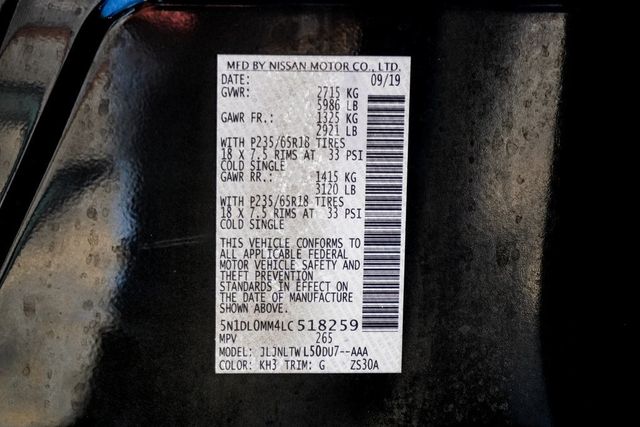 MFD BY NISSAN MOTOR CO., LTD.
DATE: 09/19
GVWR: 2715 KG
5986 LB
GAWR FR.: 1325 KG
2921 LB
WITH P235/65R18 TIRES
18 X 7.5 RIMS AT 33 PSI
COLD SINGLE
GAWR RR.: 1415 KG
3120 LB
WITH P235/65R18 TIRES
18 X 7.5 RIMS AT 33 PSI
COLD SINGLE
THIS VEHICLE CONFORMS TO
ALL APPLICABLE FEDERAL
MOTOR VEHICLE SAFETY AND
THEFT PREVENTION
STANDARDS IN EFFECT ON
THE DATE OF MANUFACTURE
SHOWN ABOVE.
5N1DL0MM4LC518259
MPV 265
MODEL: JLJNLTWL50DU7--AAA
COLOR: KH3 TRIM: G ZS30A